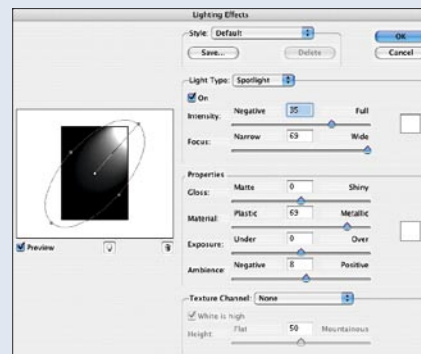 Lighting Effects
Style: Default
OK
Save... Delete
Cancel
Light Type: Spotlight
On
Intensity: Negative 35 Full
Focus: Narrow 69 Wide
Properties
Gloss: Matte 0 Shiny
Material: Plastic 69 Metallic
Exposure: Under 0 Over
Ambience: Negative 8 Positive
Preview
Texture Channel: None
White is high
Height: Flat 50 Mountainous